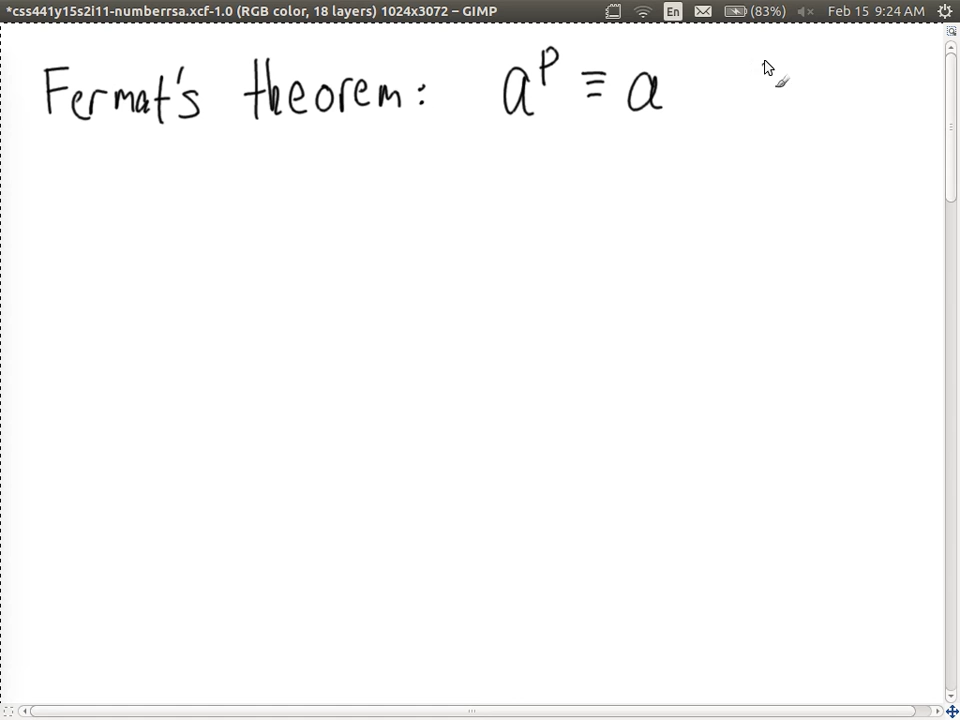 *css441y15s2i11-numberrsa.xcf-1.0 (RGB color, 18 layers) 1024x3072 – GIMP En (83%) Feb 15 9:24 AM
Fermat's theorem: a^p ≡ a